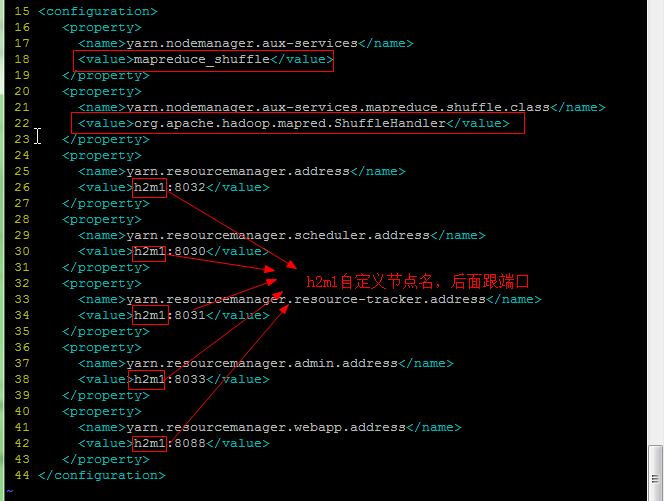 15 <configuration>
16 <property>
17 <name>yarn.nodemanager.aux-services</name>
18 <value>mapreduce_shuffle</value>
19 </property>
20 <property>
21 <name>yarn.nodemanager.aux-services.mapreduce.shuffle.class</name>
22 <value>org.apache.hadoop.mapred.ShuffleHandler</value>
23 </property>
24 <property>
25 <name>yarn.resourcemanager.address</name>
26 <value>h2m1:8032</value>
27 </property>
28 <property>
29 <name>yarn.resourcemanager.scheduler.address</name>
30 <value>h2m1:8030</value>
31 </property>
32 <property>
h2m1自定义节点名，后面跟端口
33 <name>yarn.resourcemanager.resource-tracker.address</name>
34 <value>h2m1:8031</value>
35 </property>
36 <property>
37 <name>yarn.resourcemanager.admin.address</name>
38 <value>h2m1:8033</value>
39 </property>
40 <property>
41 <name>yarn.resourcemanager.webapp.address</name>
42 <value>h2m1:8088</value>
43 </property>
44 </configuration>
~